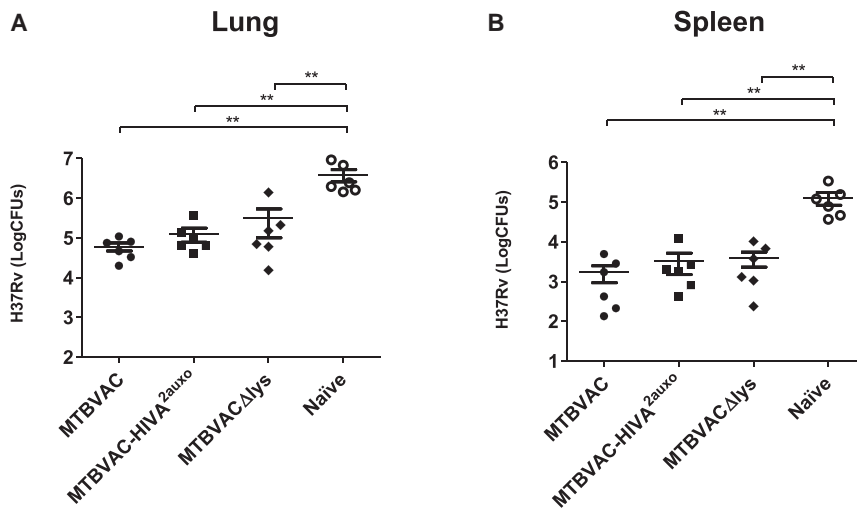 A
Lung
**
**
**
H37Rv (LogCFUs)
7
6
5
4
3
2
MTBVAC
MTBVAC-HIVA²ᵃᵘˣᵒ
MTBVACΔlys
Naïve
B
Spleen
**
**
**
H37Rv (LogCFUs)
6
5
4
3
2
1
MTBVAC
MTBVAC-HIVA²ᵃᵘˣᵒ
MTBVACΔlys
Naïve